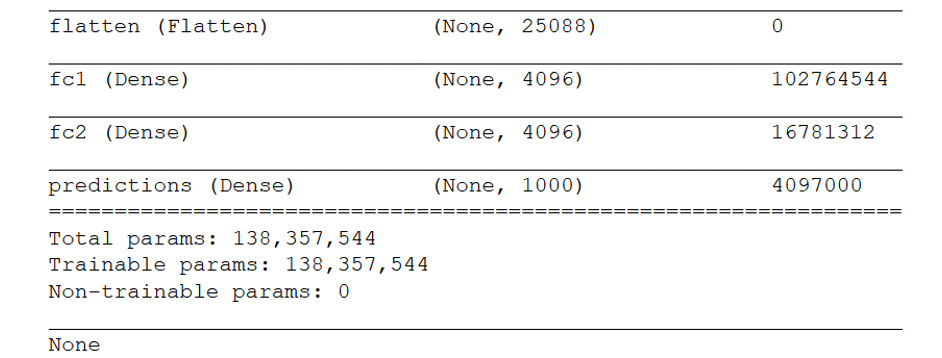 flatten (Flatten) (None, 25088) 0
fc1 (Dense) (None, 4096) 102764544
fc2 (Dense) (None, 4096) 16781312
predictions (Dense) (None, 1000) 4097000
=================================================================
Total params: 138,357,544
Trainable params: 138,357,544
Non-trainable params: 0
None